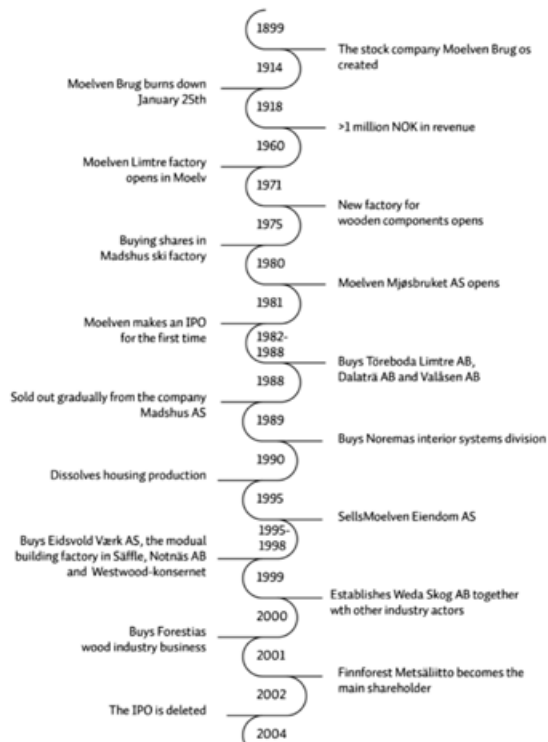 1899
The stock company Moelven Brug os
created
1914
Moelven Brug burns down
January 25th
1918
>1 million NOK in revenue
1960
Moelven Limtre factory
opens in Moelv
1971
New factory for
wooden components opens
1975
Buying shares in
Madshus ski factory
1980
Moelven Mjøsbruket AS opens
1981
Moelven makes an IPO
for the first time
1982-
1988
Buys Töreboda Limtre AB,
Dalaträ AB and Valåsen AB
1988
Sold out gradually from the company
Madshus AS
1989
Buys Noremas interior systems division
1990
Dissolves housing production
1995
SellsMoelven Eiendom AS
1995-
1998
Buys Eidsvold Værk AS, the modual
building factory in Säffle, Notnäs AB
and Westwood-konsernet
1999
Establishes Weda Skog AB together
wth other industry actors
2000
Buys Forestias
wood industry business
2001
Finnforest Metsäliitto becomes the
main shareholder
2002
The IPO is deleted
2004